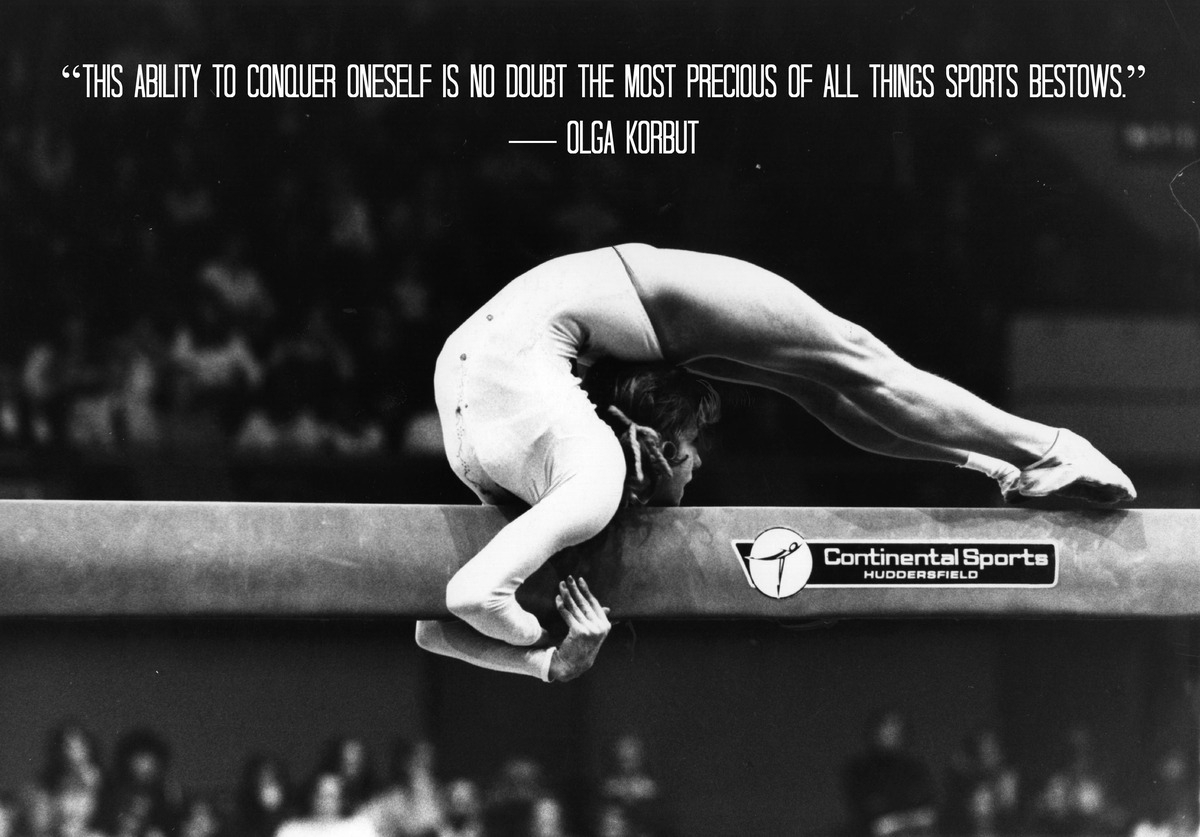 “THIS ABILITY TO CONQUER ONESELF IS NO DOUBT THE MOST PRECIOUS OF ALL THINGS SPORTS BESTOWS.”
— OLGA KORBUT
Continental Sports
HUDDERSFIELD